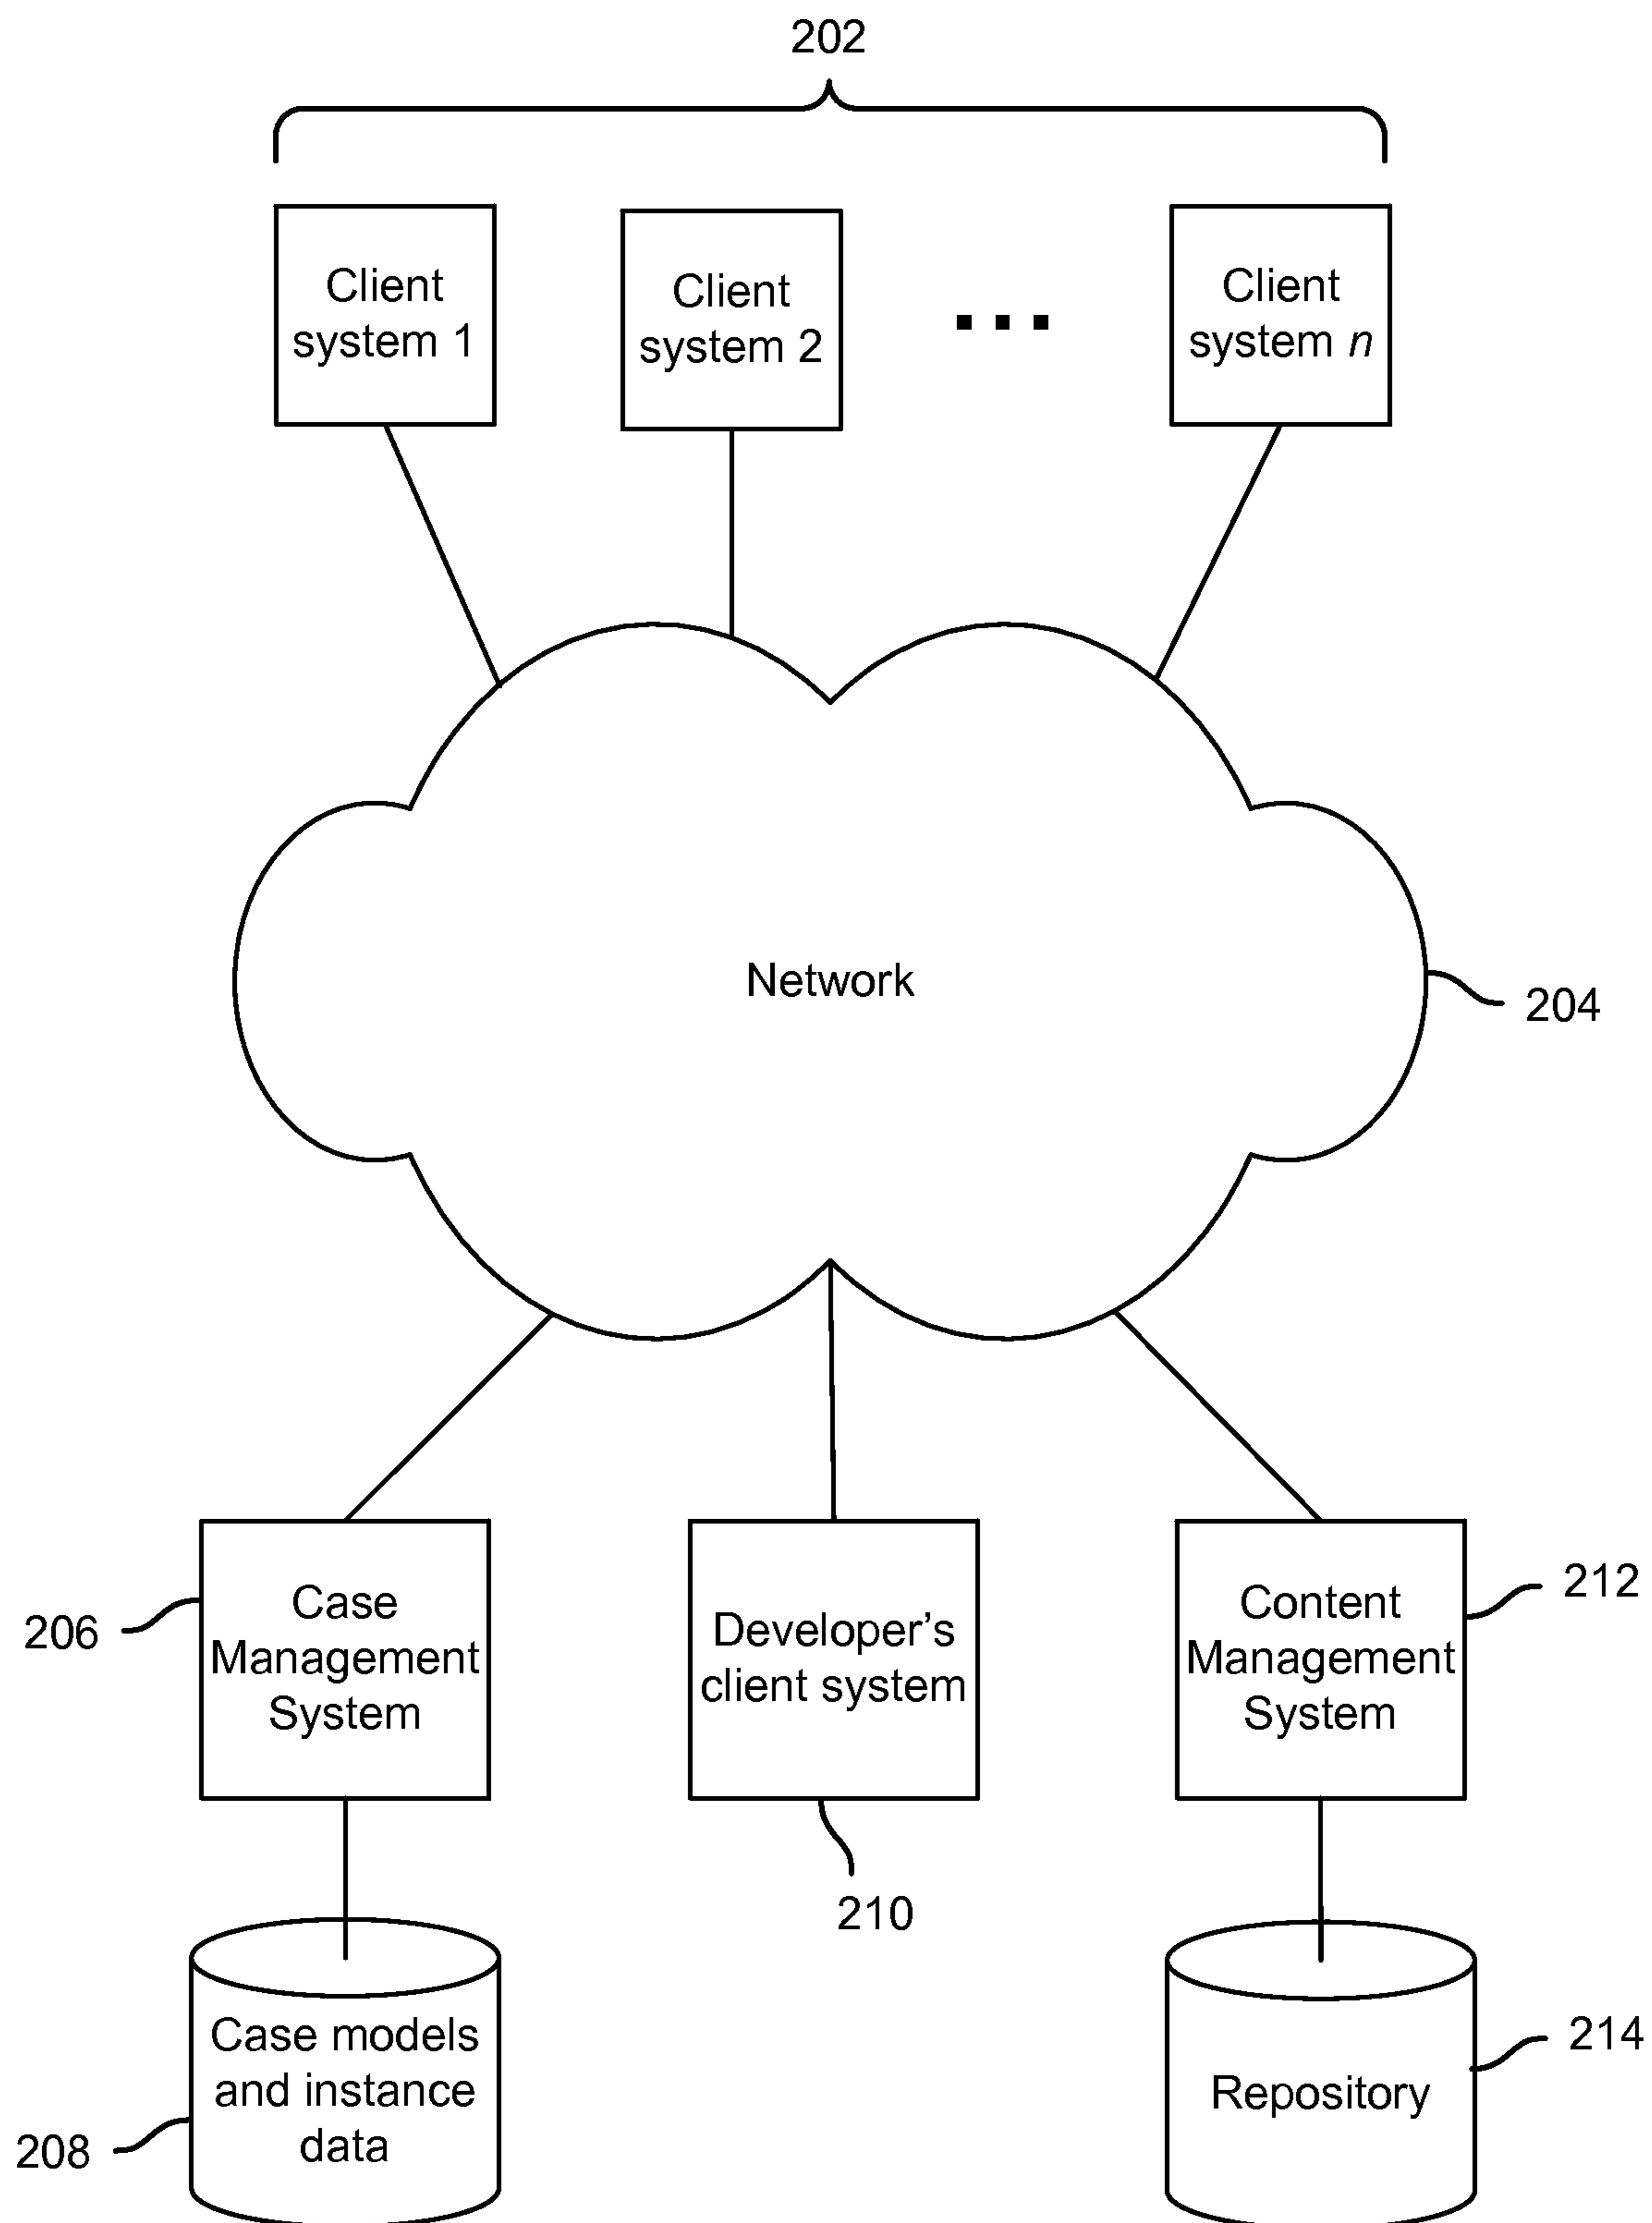 202
Client
system 1
Client
system 2
Client
system n
Network
204
Case
Management
System
206
Developer’s
client system
210
Content
Management
System
212
Case models
and instance
data
208
Repository
214